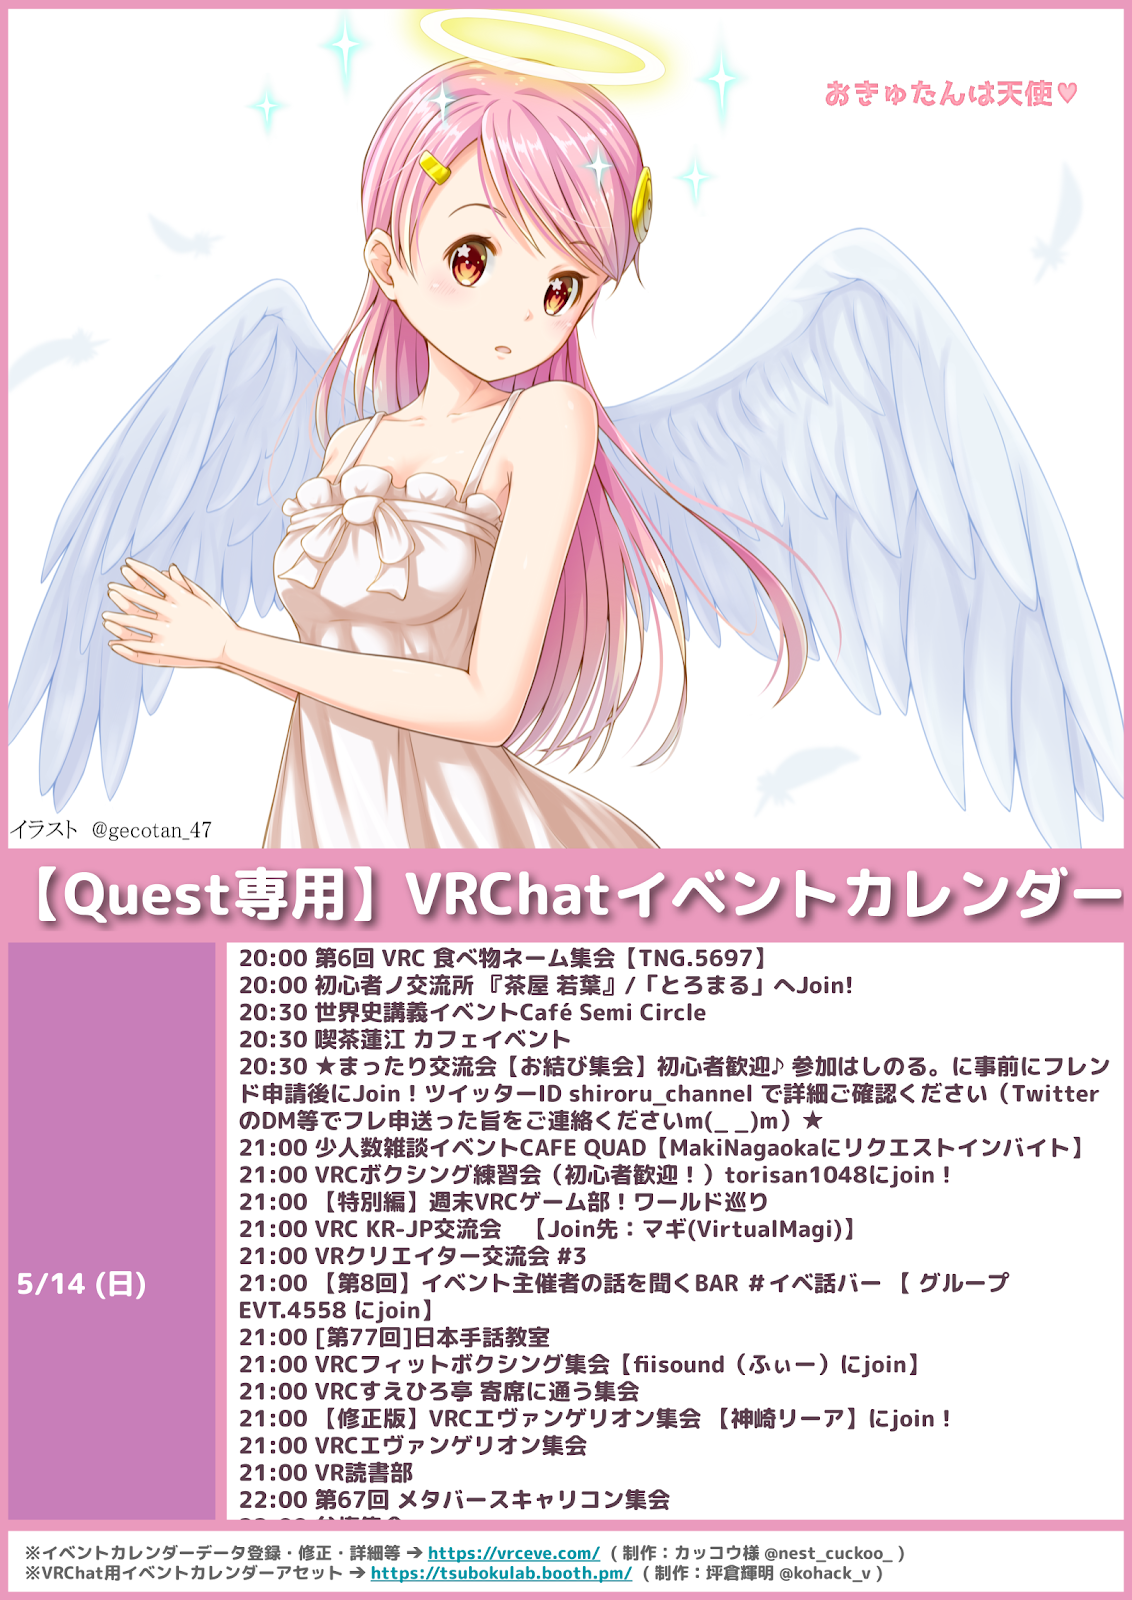 おきゅたんは天使♥
イラスト @gecotan_47
【Quest専用】VRChatイベントカレンダー
5/14 (日)
20:00 第6回 VRC 食べ物ネーム集会【TNG.5697】
20:00 初心者ノ交流所 『茶屋 若葉』/「とろまる」へJoin!
20:30 世界史講義イベントCafé Semi Circle
20:30 喫茶蓮江 カフェイベント
20:30 ★まったり交流会【お結び集会】初心者歓迎♪ 参加はしのる。に事前にフレン
ド申請後にJoin！ツイッターID shiroru_channel で詳細ご確認ください（Twitter
のDM等でフレ申送った旨をご連絡くださいm(_ _)m）★
21:00 少人数雑談イベントCAFE QUAD【MakiNagaokaにリクエストインバイト】
21:00 VRCボクシング練習会（初心者歓迎！）torisan1048にjoin！
21:00 【特別編】週末VRCゲーム部！ワールド巡り
21:00 VRC KR-JP交流会　【Join先：マギ(VirtualMagi)】
21:00 VRクリエイター交流会 #3
21:00 【第8回】イベント主催者の話を聞くBAR ＃イベ話バー 【 グループ
EVT.4558 にjoin】
21:00 [第77回]日本手話教室
21:00 VRCフィットボクシング集会【fiisound（ふぃー）にjoin】
21:00 VRCすえひろ亭 寄席に通う集会
21:00 【修正版】VRCエヴァンゲリオン集会 【神崎リーア】にjoin！
21:00 VRCエヴァンゲリオン集会
21:00 VR読書部
22:00 第67回 メタバースキャリコン集会
※イベントカレンダーデータ登録・修正・詳細等 ➔ https://vrceve.com/ ( 制作：カッコウ様 @nest_cuckoo_ )
※VRChat用イベントカレンダーアセット ➔ https://tsubokulab.booth.pm/ ( 制作：坪倉輝明 @kohack_v )